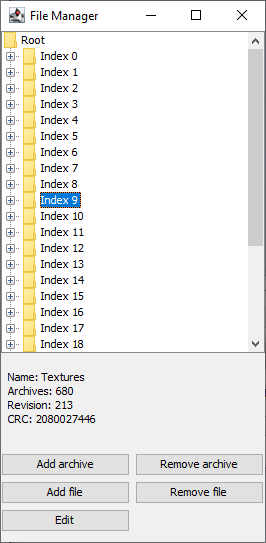 File Manager
Root
Index 0
Index 1
Index 2
Index 3
Index 4
Index 5
Index 6
Index 7
Index 8
Index 9
Index 10
Index 11
Index 12
Index 13
Index 14
Index 15
Index 16
Index 17
Index 18
Name: Textures
Archives: 680
Revision: 213
CRC: 2080027446
Add archive Remove archive
Add file Remove file
Edit